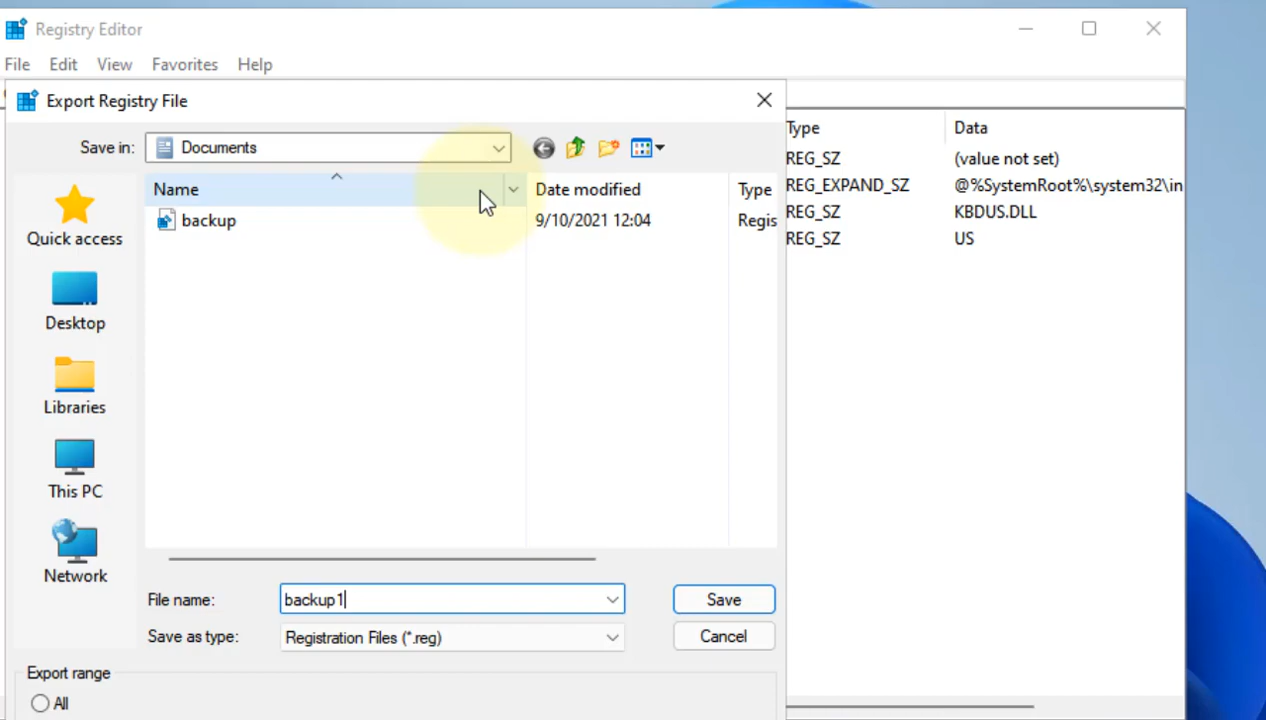 Registry Editor
File Edit View Favorites Help
Export Registry File
Save in: Documents
Name Date modified Type
backup 9/10/2021 12:04 Regis
Quick access
Desktop
Libraries
This PC
Network
File name: backup1 Save
Save as type: Registration Files (*.reg) Cancel
Export range
All
Type Data
REG_SZ (value not set)
REG_EXPAND_SZ @%SystemRoot%\system32\in
REG_SZ KBDUS.DLL
REG_SZ US